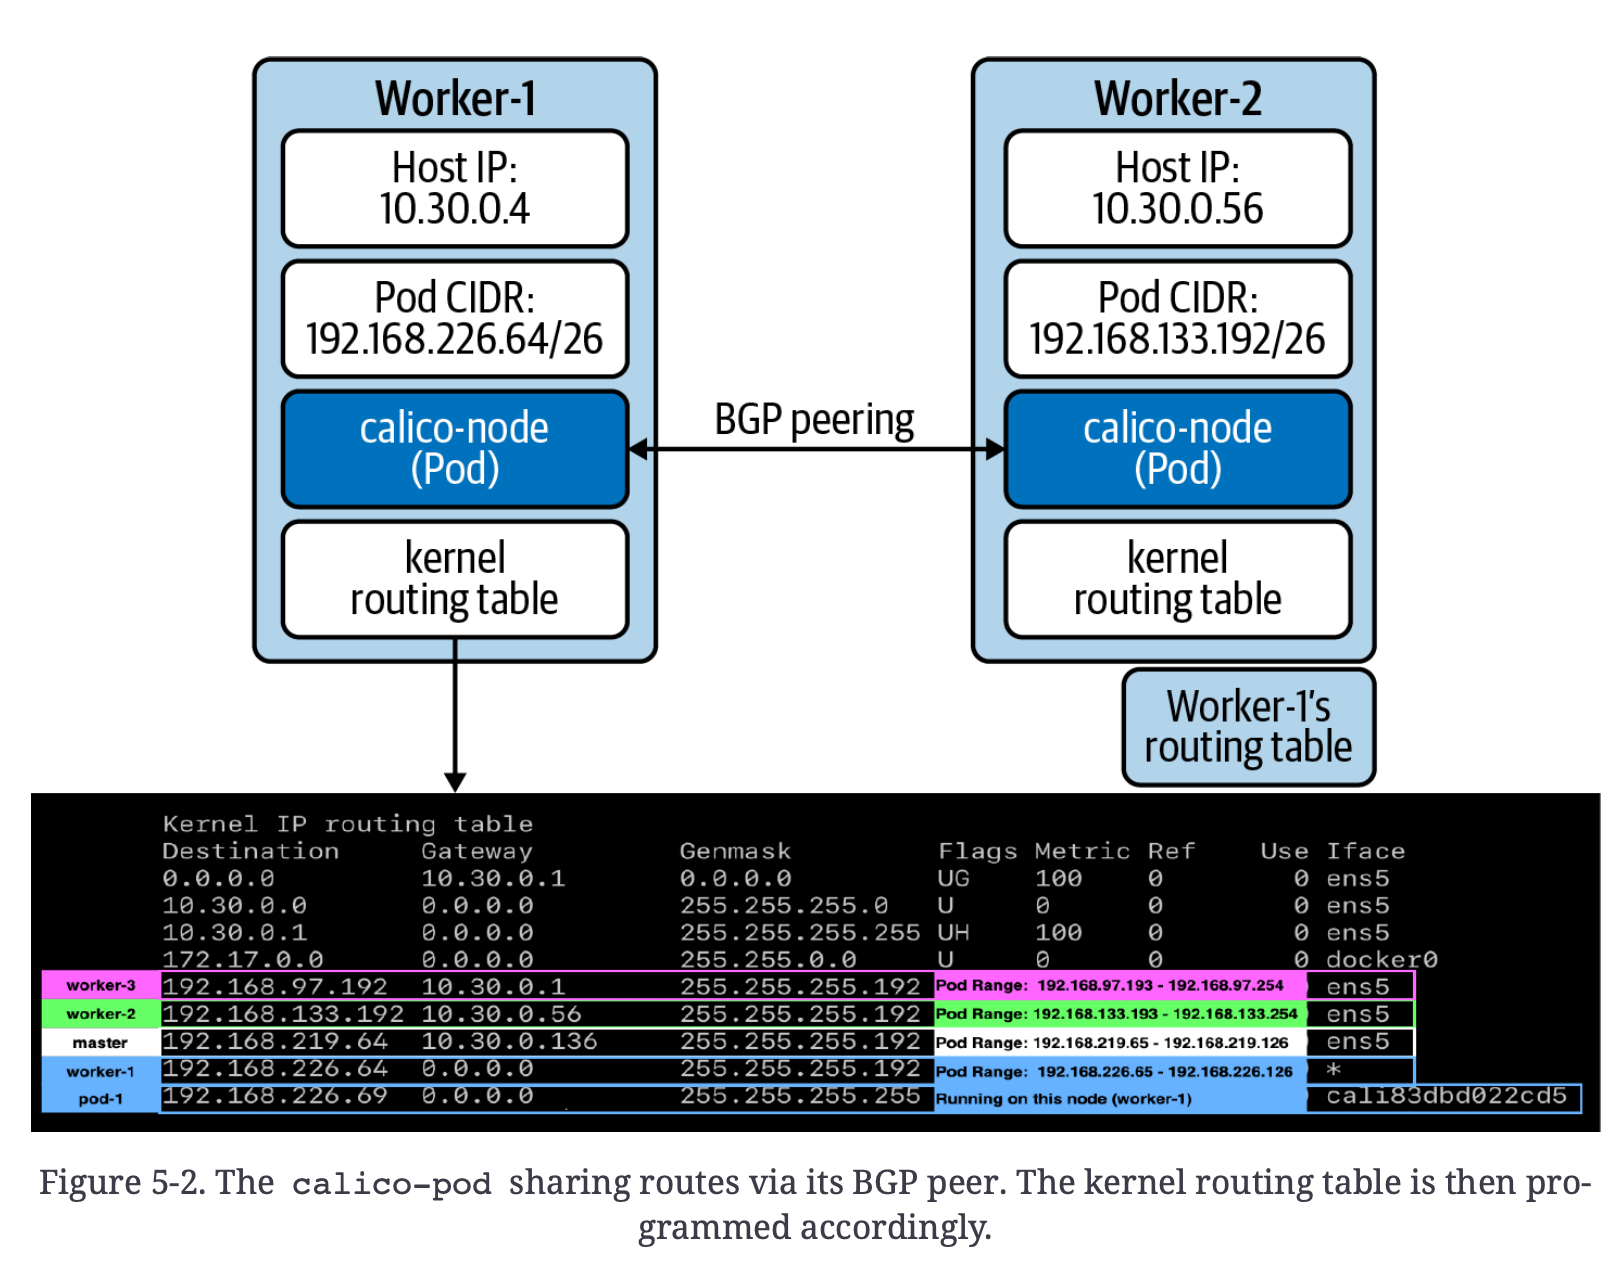 Worker-1
Host IP:
10.30.0.4
Pod CIDR:
192.168.226.64/26
calico-node
(Pod)
kernel
routing table
BGP peering
Worker-2
Host IP:
10.30.0.56
Pod CIDR:
192.168.133.192/26
calico-node
(Pod)
kernel
routing table
Worker-1's
routing table
Kernel IP routing table
Destination Gateway Genmask Flags Metric Ref Use Iface
0.0.0.0 10.30.0.1 0.0.0.0 UG 100 0 0 ens5
10.30.0.0 0.0.0.0 255.255.255.0 U 0 0 0 ens5
10.30.0.1 0.0.0.0 255.255.255.255 UH 100 0 0 ens5
172.17.0.0 0.0.0.0 255.255.0.0 U 0 0 0 docker0
worker-3 192.168.97.192 10.30.0.1 255.255.255.192 Pod Range: 192.168.97.193 - 192.168.97.254 ens5
worker-2 192.168.133.192 10.30.0.56 255.255.255.192 Pod Range: 192.168.133.193 - 192.168.133.254 ens5
master 192.168.219.64 10.30.0.136 255.255.255.192 Pod Range: 192.168.219.65 - 192.168.219.126 ens5
worker-1 192.168.226.64 0.0.0.0 255.255.255.192 Pod Range: 192.168.226.65 - 192.168.226.126 *
pod-1 192.168.226.69 0.0.0.0 255.255.255.255 Running on this node (worker-1) cali83dbd022cd5
Figure 5-2. The calico-pod sharing routes via its BGP peer. The kernel routing table is then pro-
grammed accordingly.